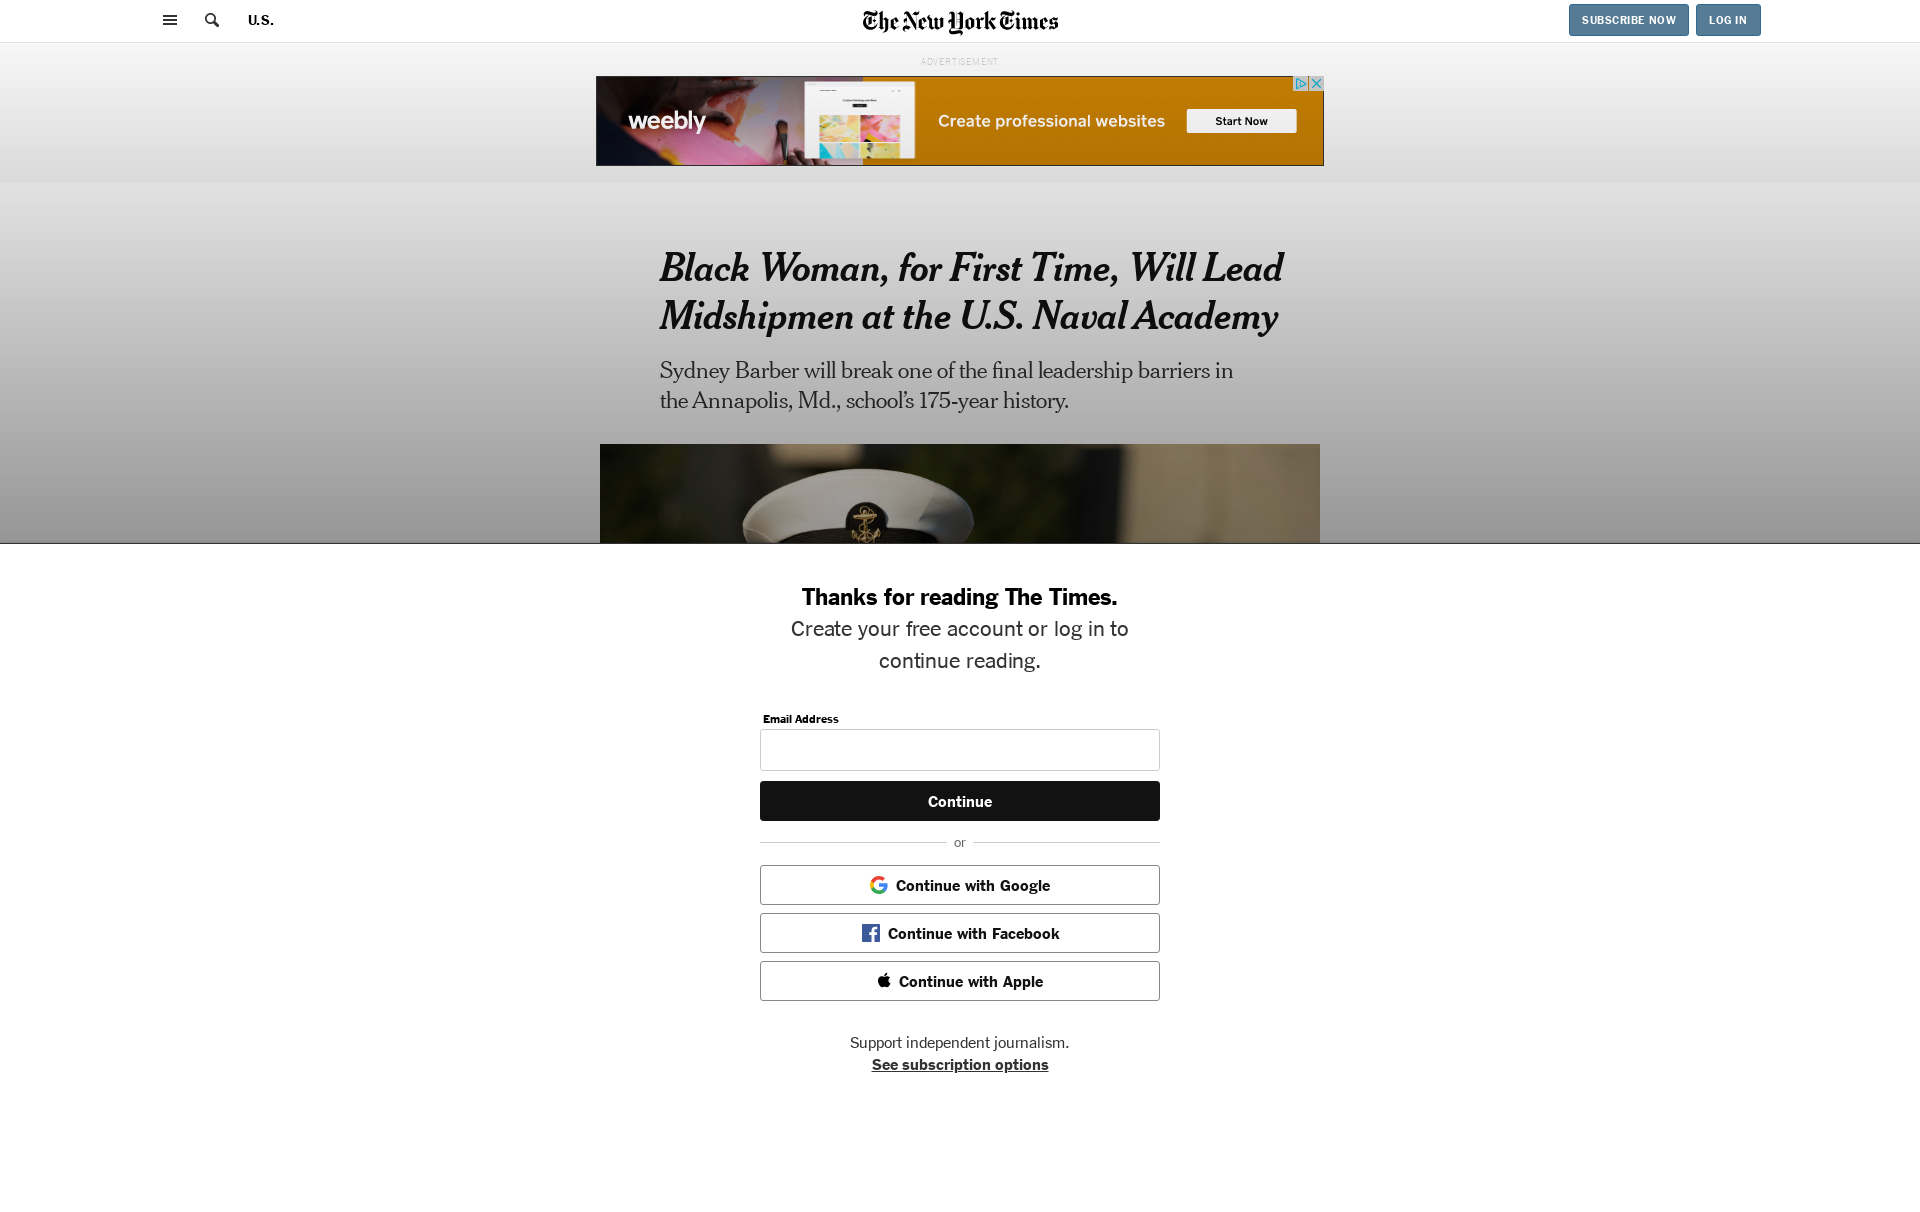 U.S.
The New York Times
SUBSCRIBE NOW
LOG IN
ADVERTISEMENT
weebly
Create professional websites
Start Now
Black Woman, for First Time, Will Lead
Midshipmen at the U.S. Naval Academy
Sydney Barber will break one of the final leadership barriers in
the Annapolis, Md., school’s 175-year history.
Thanks for reading The Times.
Create your free account or log in to
continue reading.
Email Address
Continue
or
Continue with Google
Continue with Facebook
Continue with Apple
Support independent journalism.
See subscription options